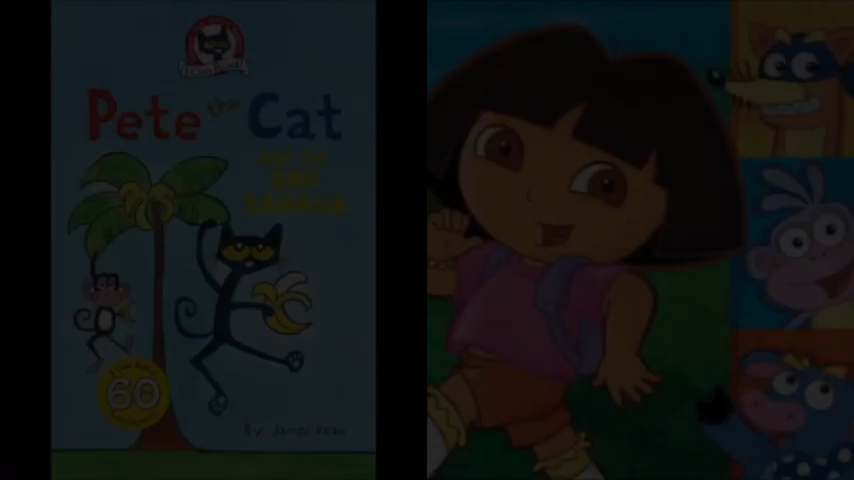 Pete the Cat
AND THE
BAD
BANANA
60
By James Dean